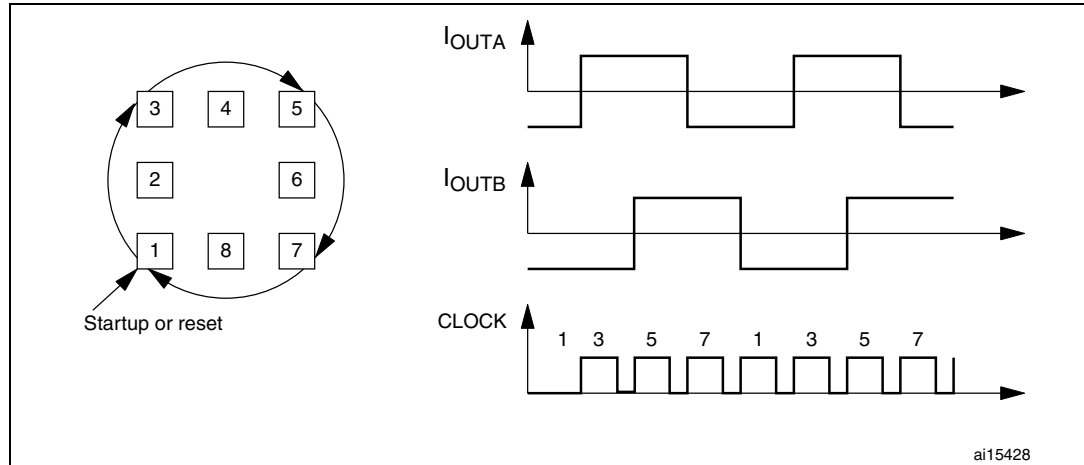 3 4 5
2 6
1 8 7
Startup or reset
IOUTA
IOUTB
CLOCK
1 3 5 7 1 3 5 7
ai15428